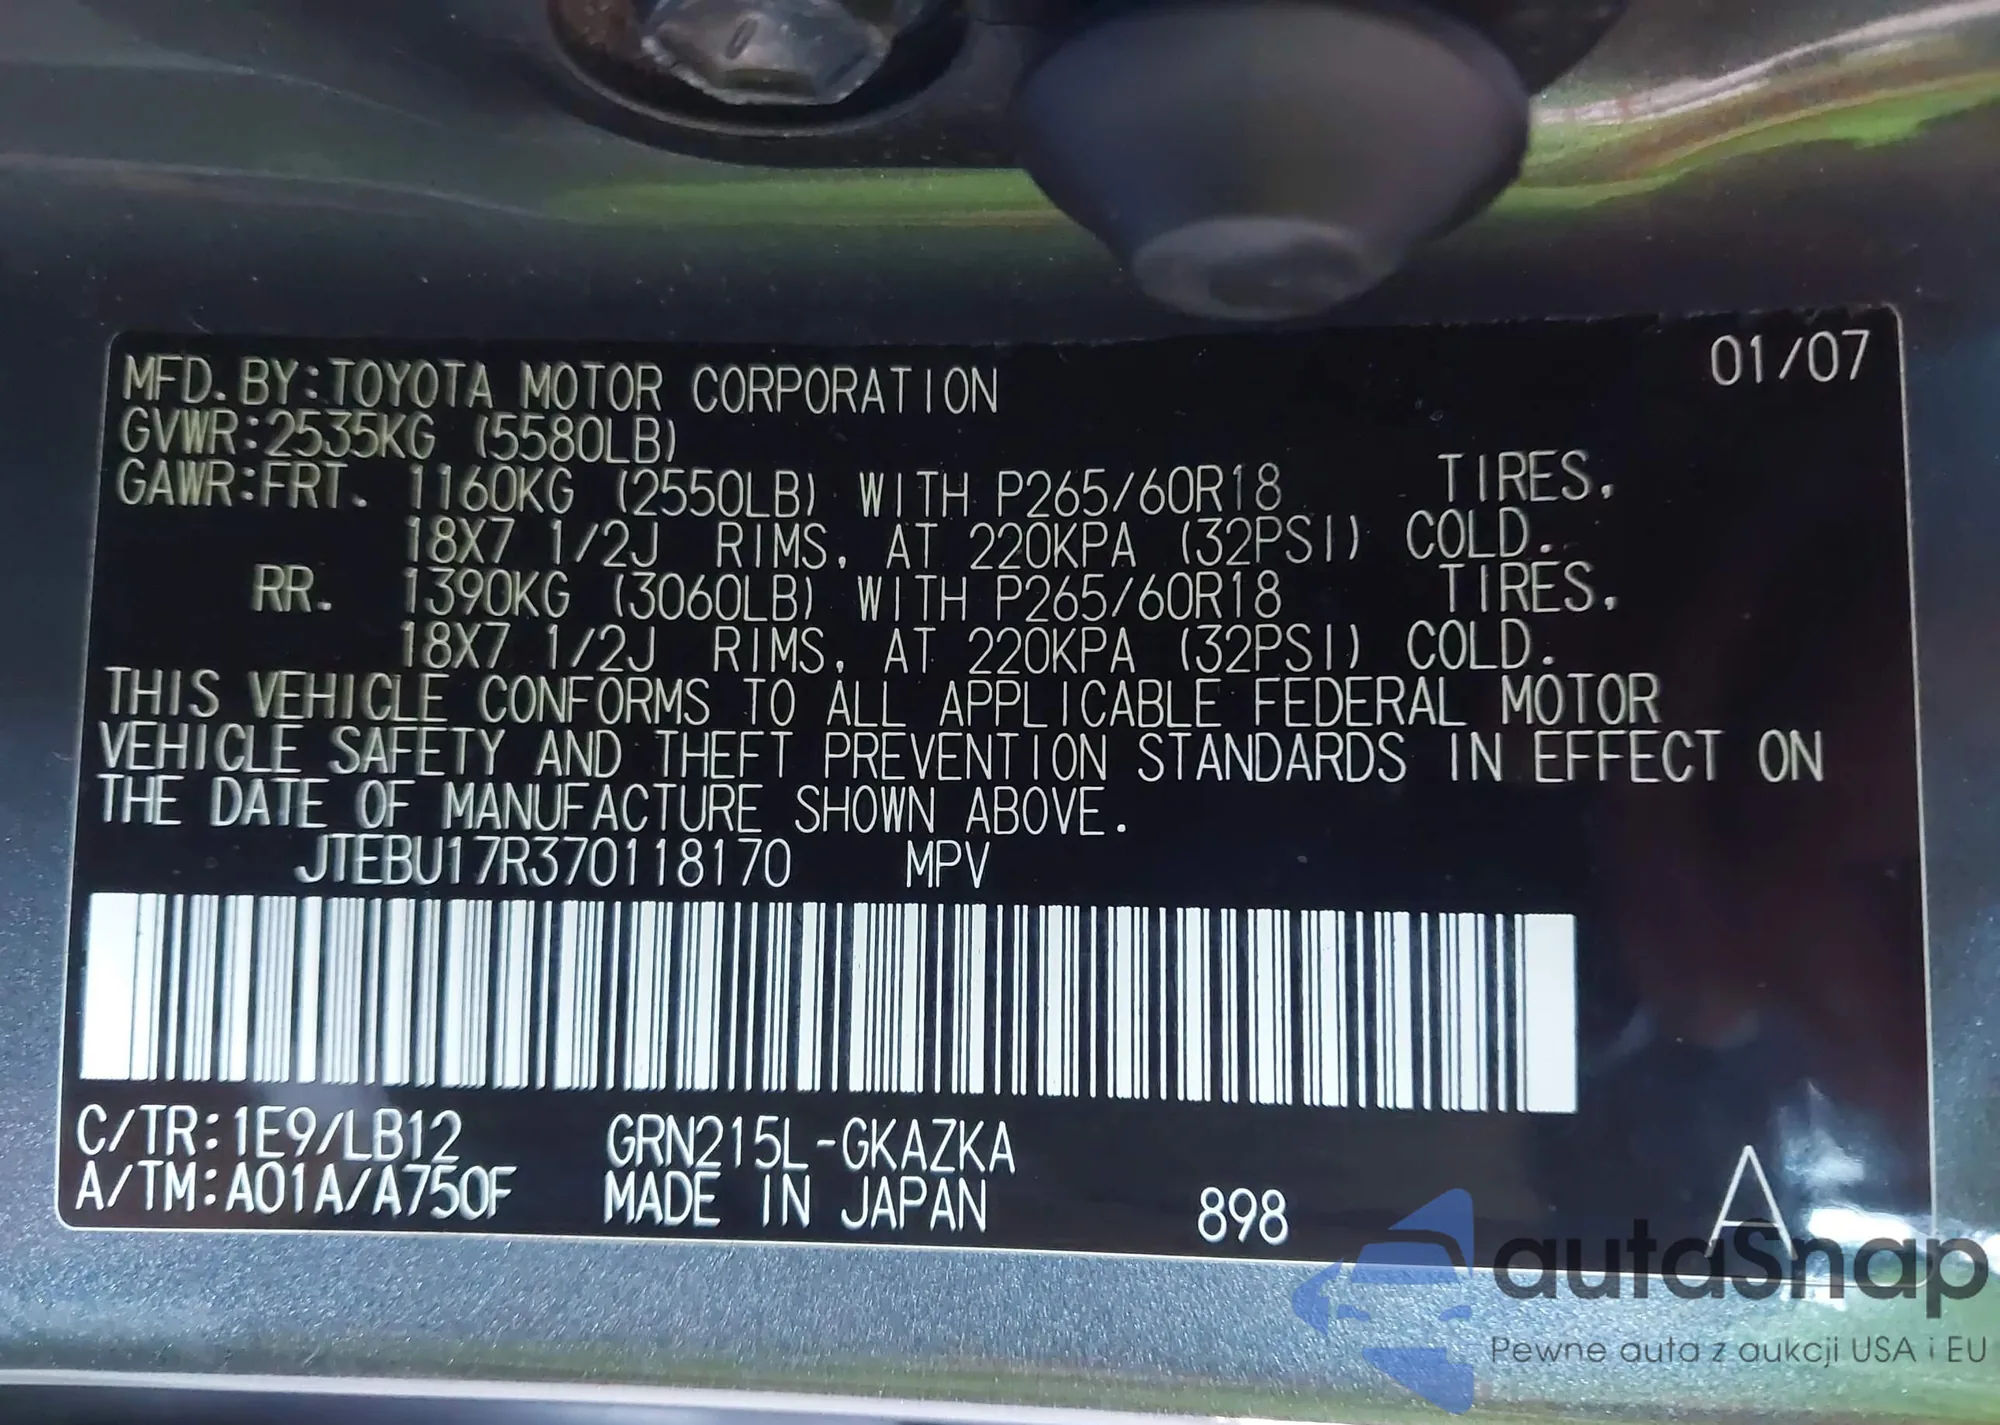 01/07
MFD.BY:TOYOTA MOTOR CORPORATION
GVWR:2535KG (5580LB)
GAWR:FRT. 1160KG (2550LB) WITH P265/60R18 TIRES,
18X7 1/2J RIMS, AT 220KPA (32PSI) COLD.
RR. 1390KG (3060LB) WITH P265/60R18 TIRES,
18X7 1/2J RIMS, AT 220KPA (32PSI) COLD.
THIS VEHICLE CONFORMS TO ALL APPLICABLE FEDERAL MOTOR
VEHICLE SAFETY AND THEFT PREVENTION STANDARDS IN EFFECT ON
THE DATE OF MANUFACTURE SHOWN ABOVE.
JTEBU17R370118170 MPV
C/TR:1E9/LB12 GRN215L-GKAZKA
A/TM:A01A/A750F MADE IN JAPAN 898 A
autoSnap
Pewne auta z aukcji USA i EU